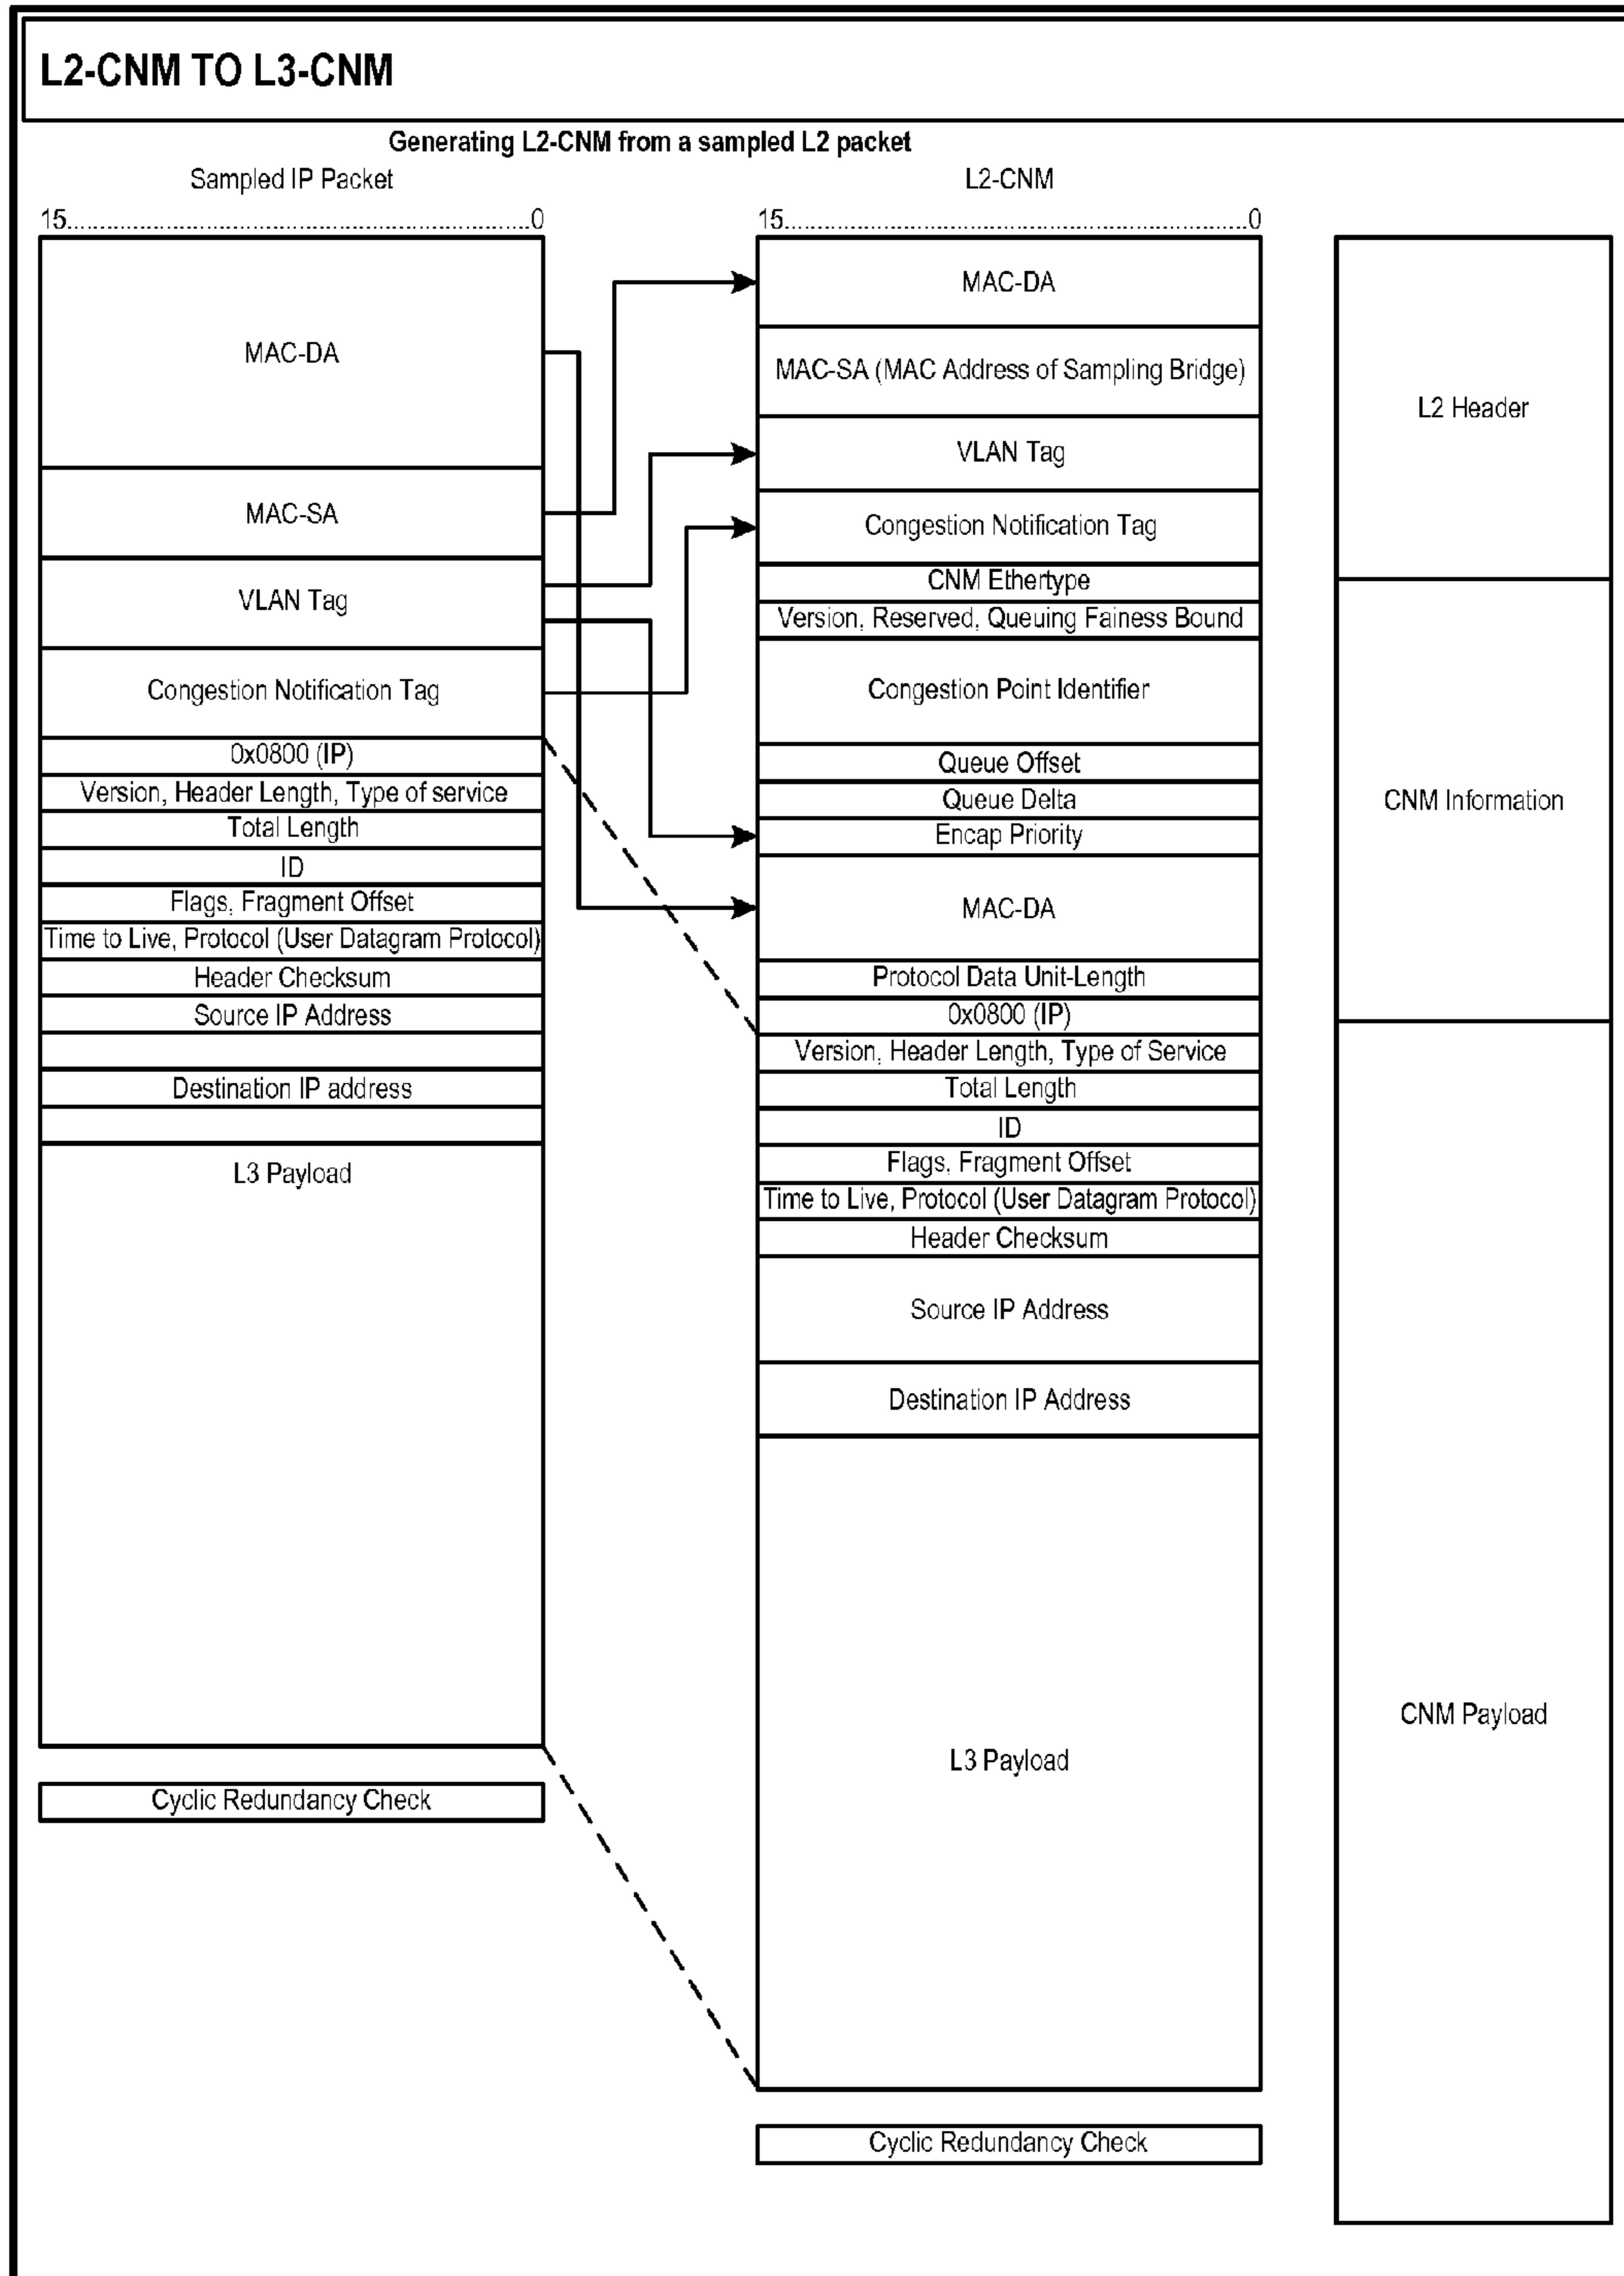 L2-CNM TO L3-CNM
Generating L2-CNM from a sampled L2 packet
Sampled IP Packet
15.......................................................................0
MAC-DA
MAC-SA
VLAN Tag
Congestion Notification Tag
0x0800 (IP)
Version, Header Length, Type of service
Total Length
ID
Flags, Fragment Offset
Time to Live, Protocol (User Datagram Protocol)
Header Checksum
Source IP Address
Destination IP address
L3 Payload
Cyclic Redundancy Check
L2-CNM
15.......................................................................0
MAC-DA
MAC-SA (MAC Address of Sampling Bridge)
VLAN Tag
Congestion Notification Tag
CNM Ethertype
Version, Reserved, Queuing Fainess Bound
Congestion Point Identifier
Queue Offset
Queue Delta
Encap Priority
MAC-DA
Protocol Data Unit-Length
0x0800 (IP)
Version, Header Length, Type of Service
Total Length
ID
Flags, Fragment Offset
Time to Live, Protocol (User Datagram Protocol)
Header Checksum
Source IP Address
Destination IP Address
L3 Payload
Cyclic Redundancy Check
L2 Header
CNM Information
CNM Payload